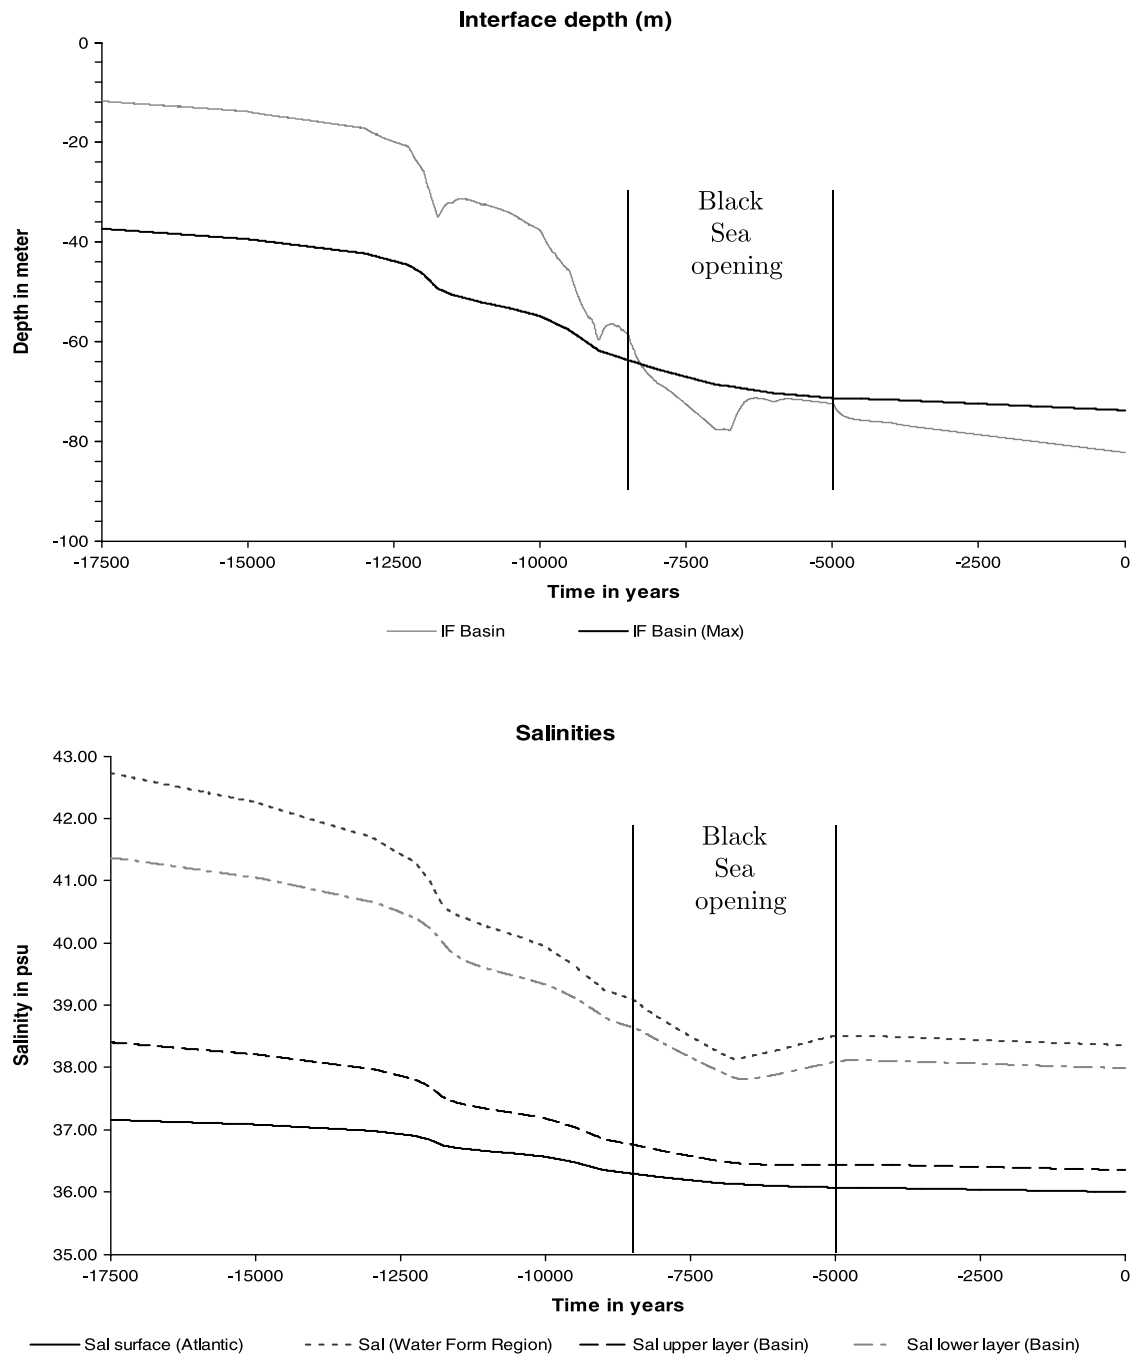 Interface depth (m)
0
-20
-40
-60
-80
-100
Depth in meter
Black
Sea
opening
-17500 -15000 -12500 -10000 -7500 -5000 -2500 0
Time in years
IF Basin IF Basin (Max)
Salinities
43.00
42.00
41.00
40.00
39.00
38.00
37.00
36.00
35.00
Salinity in psu
Black
Sea
opening
-17500 -15000 -12500 -10000 -7500 -5000 -2500 0
Time in years
Sal surface (Atlantic) Sal (Water Form Region) Sal upper layer (Basin) Sal lower layer (Basin)